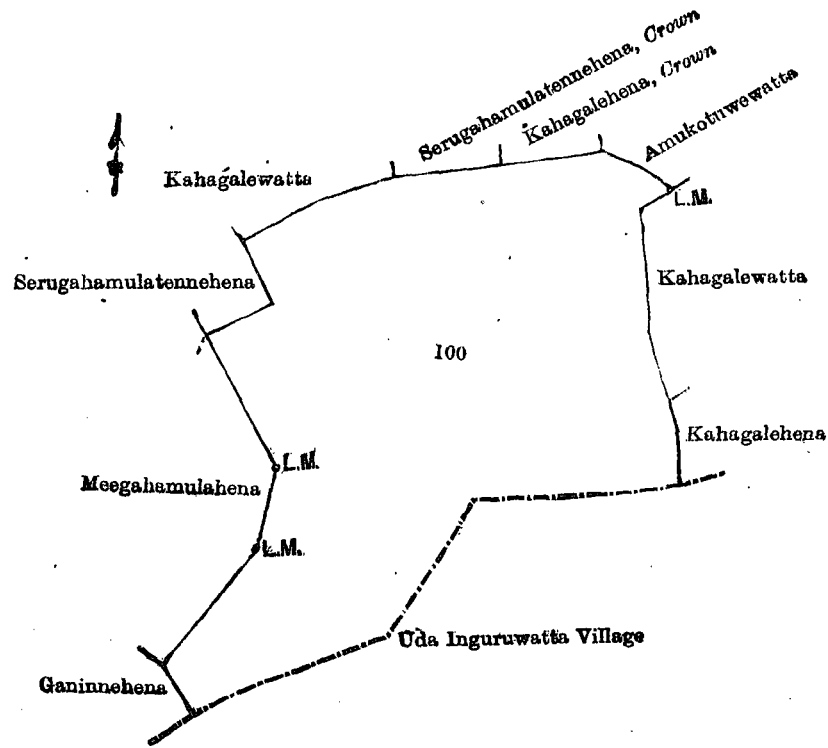 Serugahamulatennehena, Crown
Kahagalehena, Crown
Amukotuwewatta
Kahagalewatta
L.M.
Serugahamulatennehena
Kahagalewatta
100
Kahagalehena
L.M.
Meegahamulahena
L.M.
Uda Inguruwatta Village
Ganinnehena